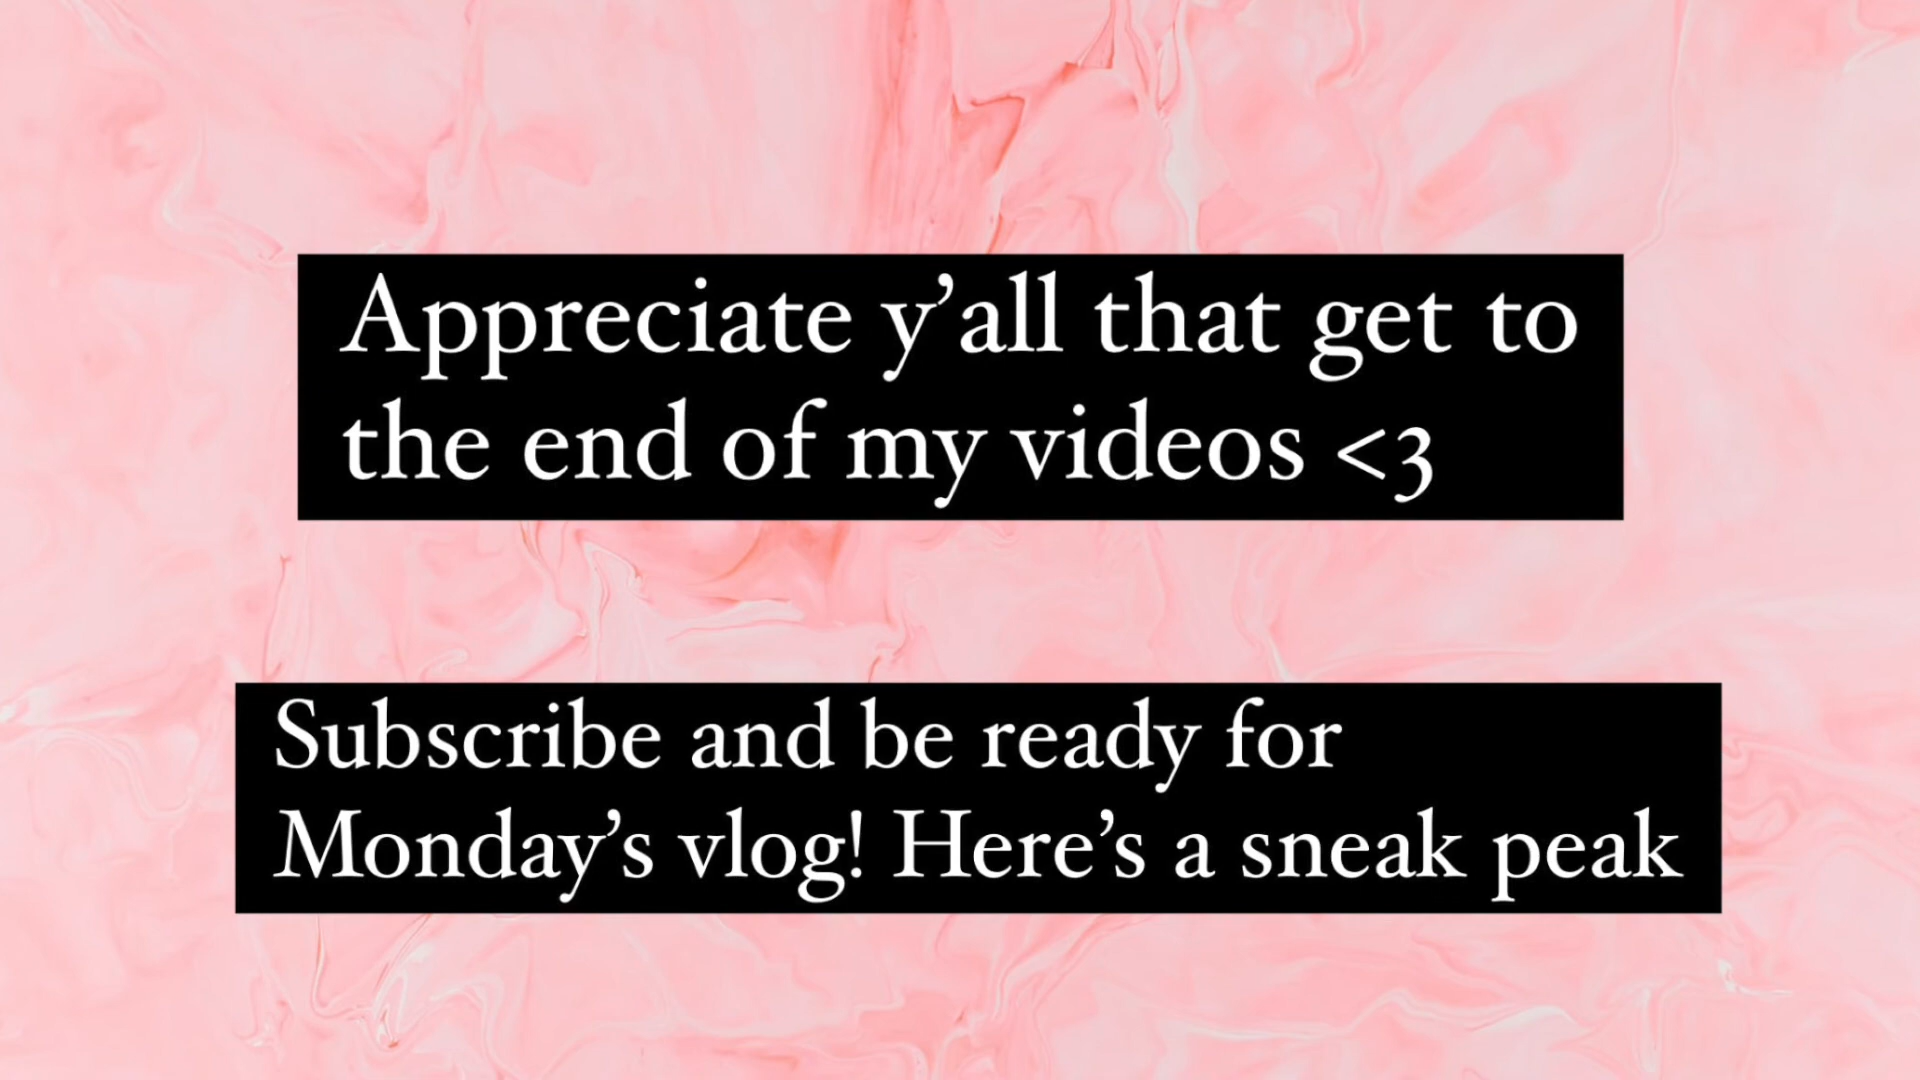 Appreciate y’all that get to
the end of my videos <3
Subscribe and be ready for
Monday’s vlog! Here’s a sneak peak